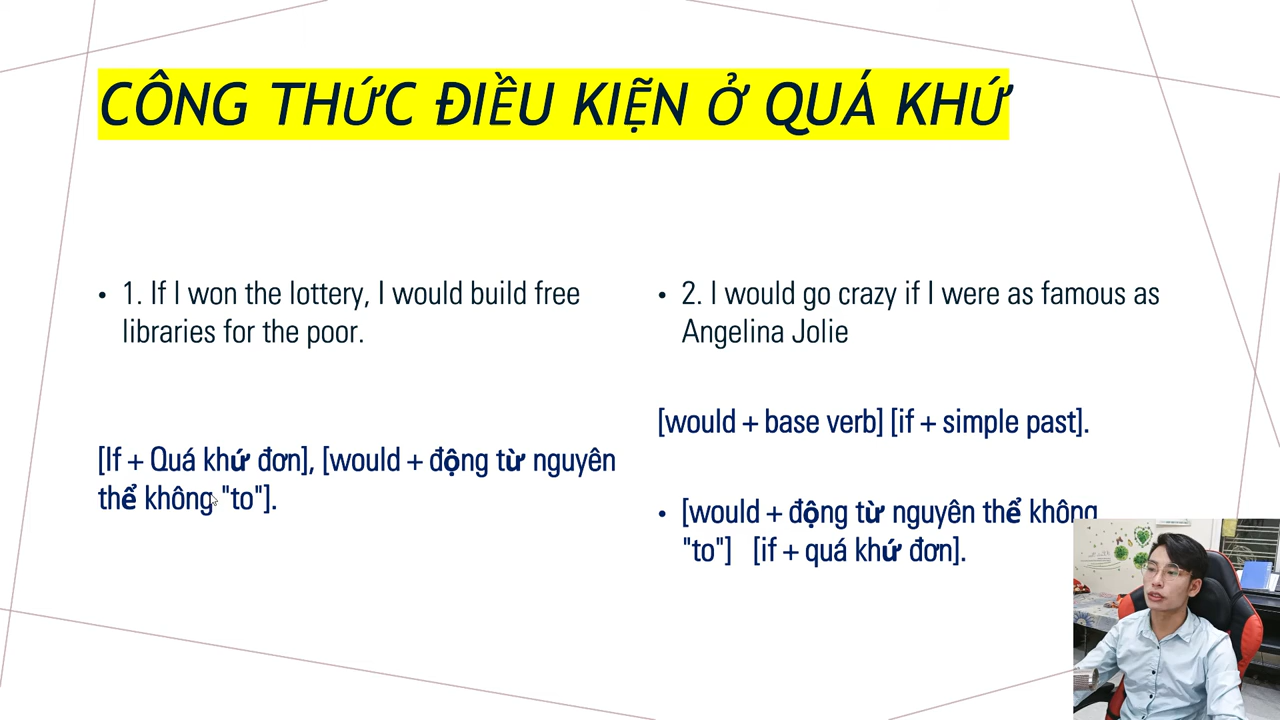 CÔNG THỨC ĐIỀU KIỆN Ở QUÁ KHỨ
• 1. If I won the lottery, I would build free
libraries for the poor.
[If + Quá khứ đơn], [would + động từ nguyên
thể không "to"].
• 2. I would go crazy if I were as famous as
Angelina Jolie
[would + base verb] [if + simple past].
• [would + động từ nguyên thể không
"to"] [if + quá khứ đơn].